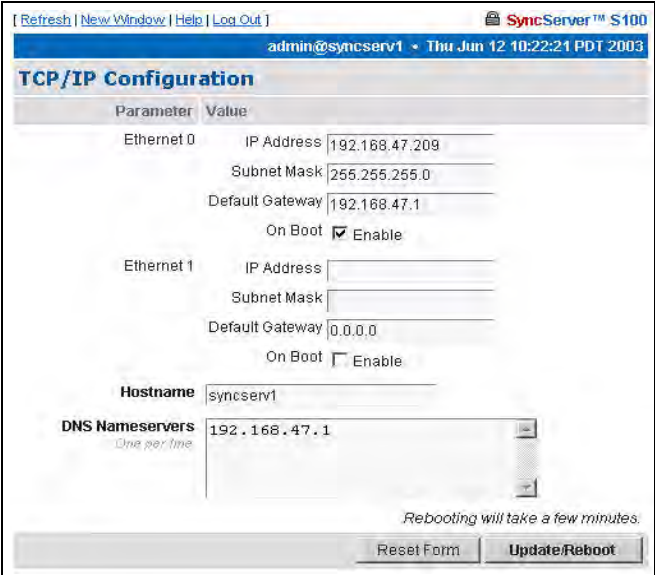 [ Refresh | New Window | Help | Log Out ]
SyncServer™ S100
admin@syncserv1 • Thu Jun 12 10:22:21 PDT 2003
TCP/IP Configuration
Parameter Value
Ethernet 0 IP Address 192.168.47.209
Subnet Mask 255.255.255.0
Default Gateway 192.168.47.1
On Boot Enable
Ethernet 1 IP Address
Subnet Mask
Default Gateway 0.0.0.0
On Boot Enable
Hostname syncserv1
DNS Nameservers 192.168.47.1
One per line
Rebooting will take a few minutes.
Reset Form Update/Reboot